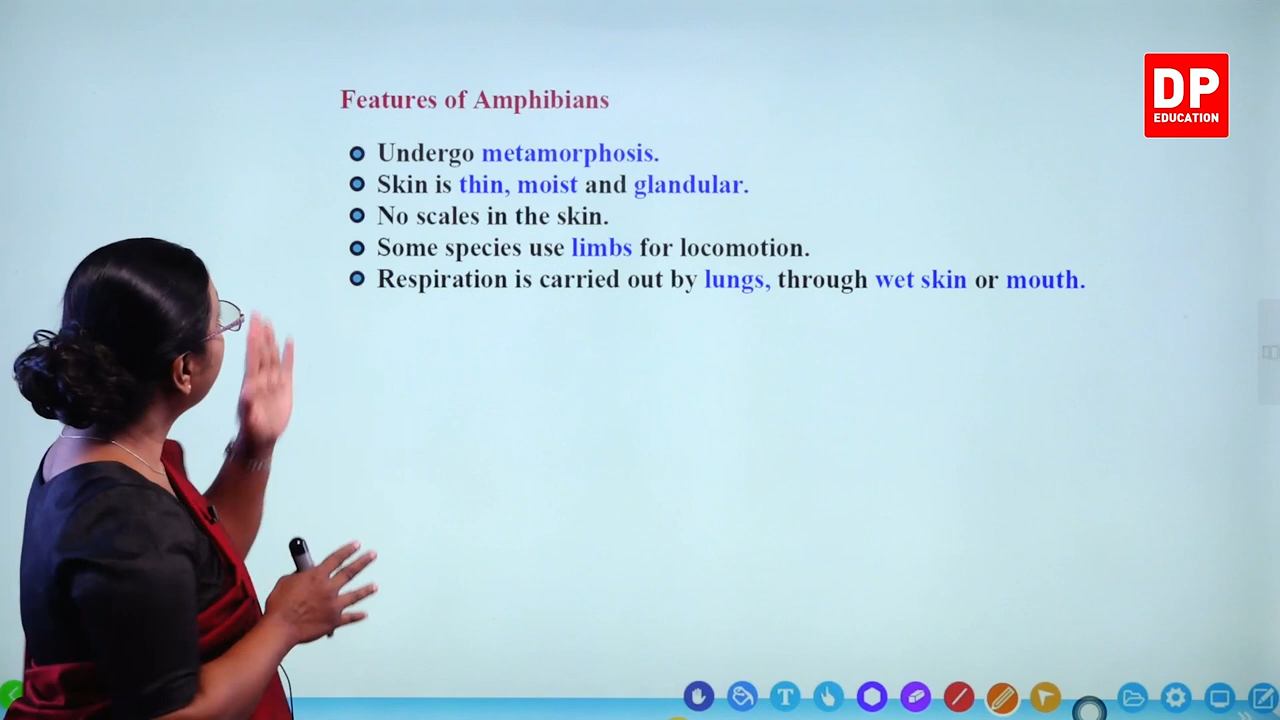 DP
EDUCATION
Features of Amphibians
Undergo metamorphosis.
Skin is thin, moist and glandular.
No scales in the skin.
Some species use limbs for locomotion.
Respiration is carried out by lungs, through wet skin or mouth.
T